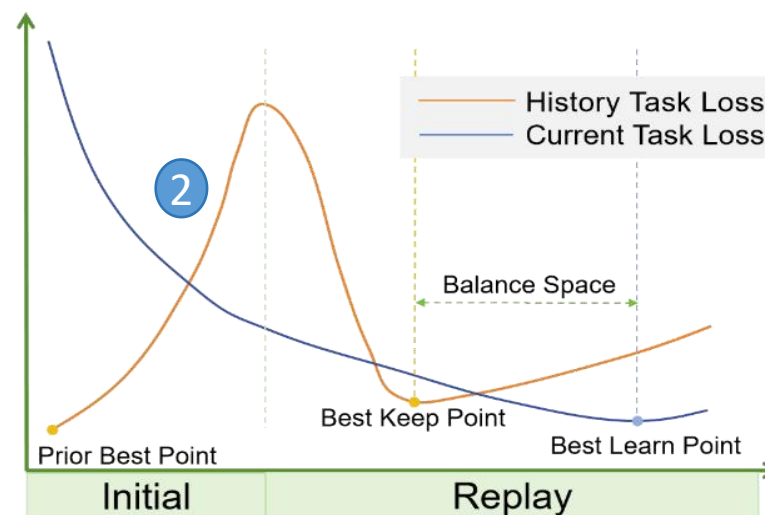 History Task Loss
Current Task Loss
2
Balance Space
Best Keep Point
Prior Best Point
Best Learn Point
Initial
Replay